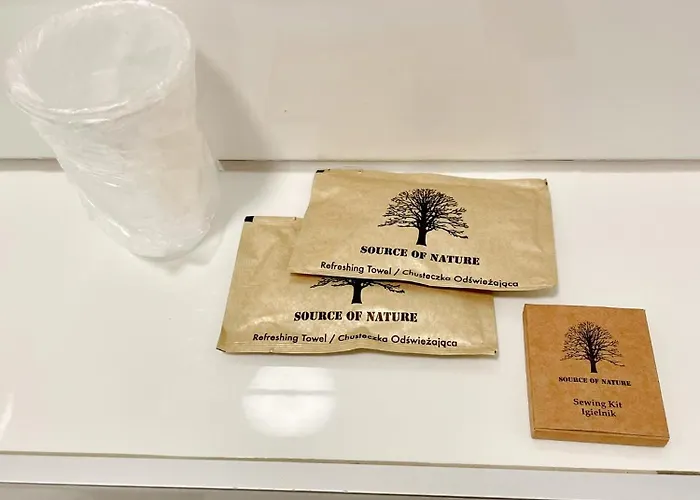 SOURCE OF NATURE
Refreshing Towel / Chusteczka Odświeżająca
SOURCE OF NATURE
Refreshing Towel / Chusteczka Odświeżająca
SOURCE OF NATURE
Sewing Kit
Igielnik